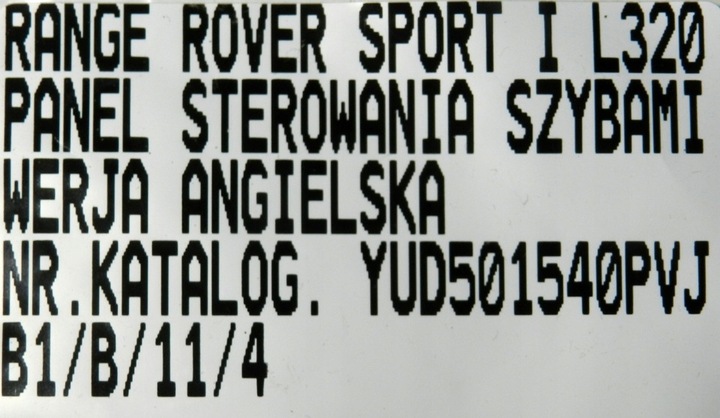 RANGE ROVER SPORT I L320
PANEL STEROWANIA SZYBAMI
WERJA ANGIELSKA
NR.KATALOG. YUD501540PVJ
B1/B/11/4